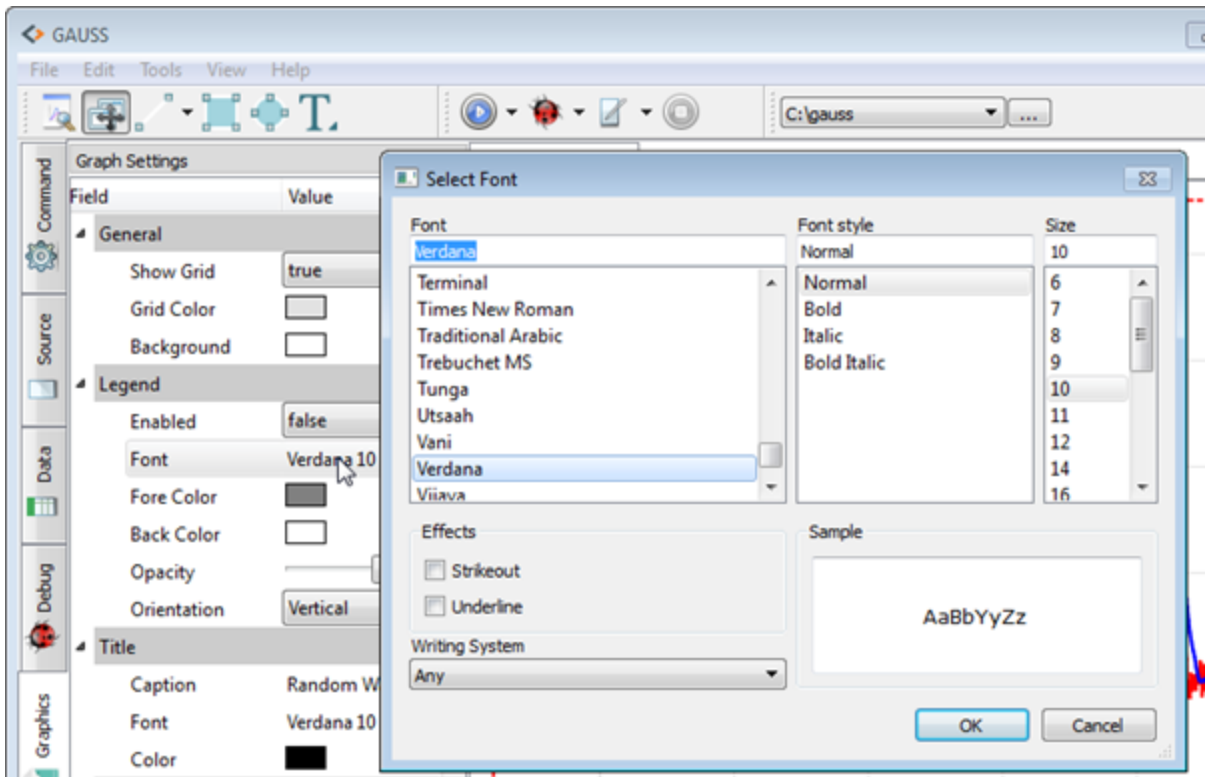 GAUSS
File Edit Tools View Help
T.
C:\gauss ...
Command
Source
Data
Debug
Graphics
Graph Settings
Field Value
General
Show Grid true
Grid Color
Background
Legend
Enabled false
Font Verdana 10
Fore Color
Back Color
Opacity
Orientation Vertical
Title
Caption Random W
Font Verdana 10
Color
Select Font
Font Font style Size
Verdana Normal 10
Terminal Normal 6
Times New Roman Bold 7
Traditional Arabic Italic 8
Trebuchet MS Bold Italic 9
Tunga 10
Utsaah 11
Vani 12
Verdana 14
Vijaya 16
Effects Sample
Strikeout
Underline
AaBbYyZz
Writing System
Any
OK Cancel